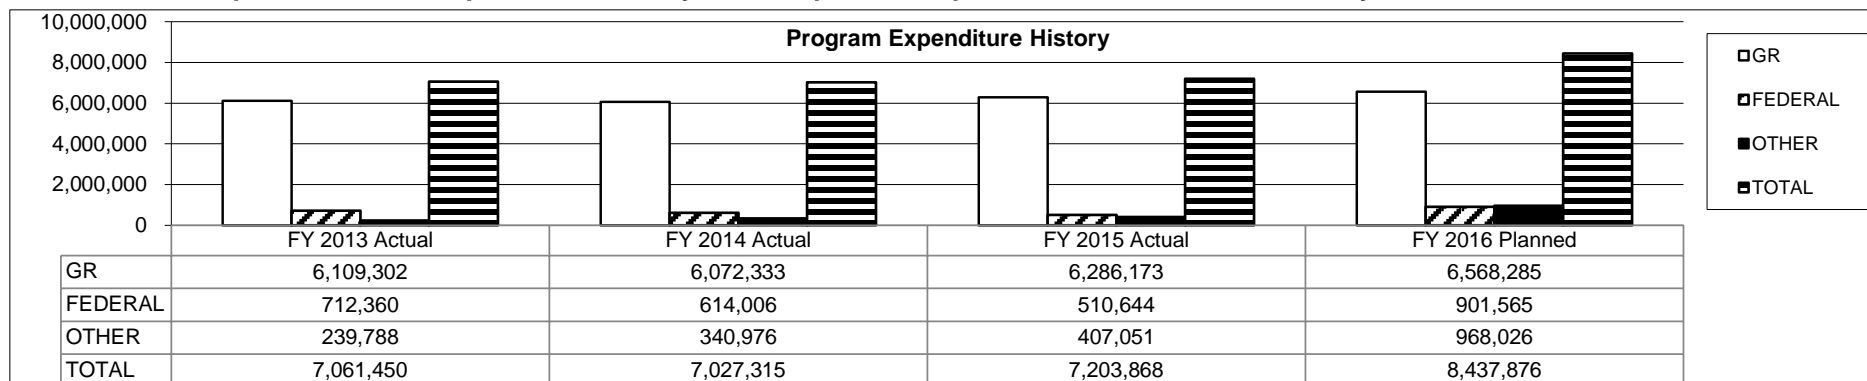 10,000,000
Program Expenditure History
8,000,000
6,000,000
4,000,000
2,000,000
0
GR
FEDERAL
OTHER
TOTAL
FY 2013 Actual FY 2014 Actual FY 2015 Actual FY 2016 Planned
GR 6,109,302 6,072,333 6,286,173 6,568,285
FEDERAL 712,360 614,006 510,644 901,565
OTHER 239,788 340,976 407,051 968,026
TOTAL 7,061,450 7,027,315 7,203,868 8,437,876